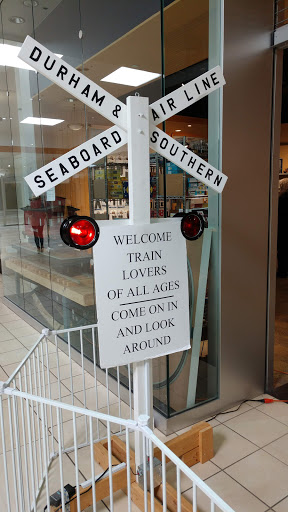 DURHAM & SOUTHERN
SEABOARD AIR LINE
WELCOME
TRAIN
LOVERS
OF ALL AGES
COME ON IN
AND LOOK
AROUND